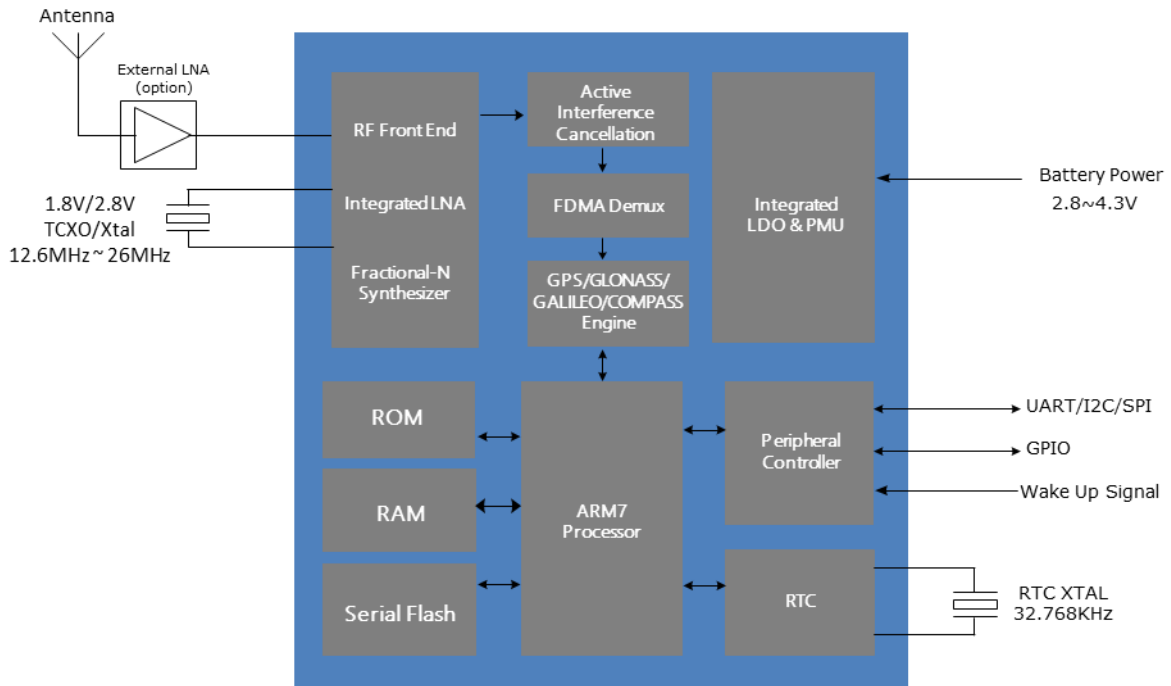 Antenna
External LNA
(option)
1.8V/2.8V
TCXO/Xtal
12.6MHz~26MHz
RF Front End
Integrated LNA
Fractional-N
Synthesizer
Active
Interference
Cancellation
FDMA Demux
GPS/GLONASS/
GALILEO/COMPASS
Engine
Integrated
LDO & PMU
Battery Power
2.8~4.3V
ROM
RAM
Serial Flash
ARM7
Processor
Peripheral
Controller
RTC
UART/I2C/SPI
GPIO
Wake Up Signal
RTC XTAL
32.768KHz